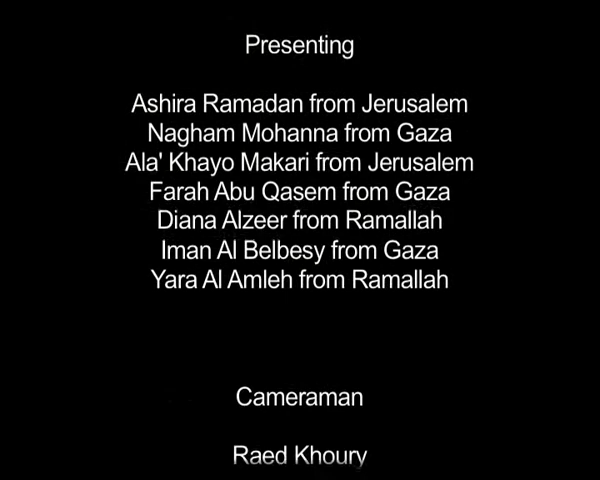 Presenting
Ashira Ramadan from Jerusalem
Nagham Mohanna from Gaza
Ala' Khayo Makari from Jerusalem
Farah Abu Qasem from Gaza
Diana Alzeer from Ramallah
Iman Al Belbesy from Gaza
Yara Al Amleh from Ramallah
Cameraman
Raed Khoury